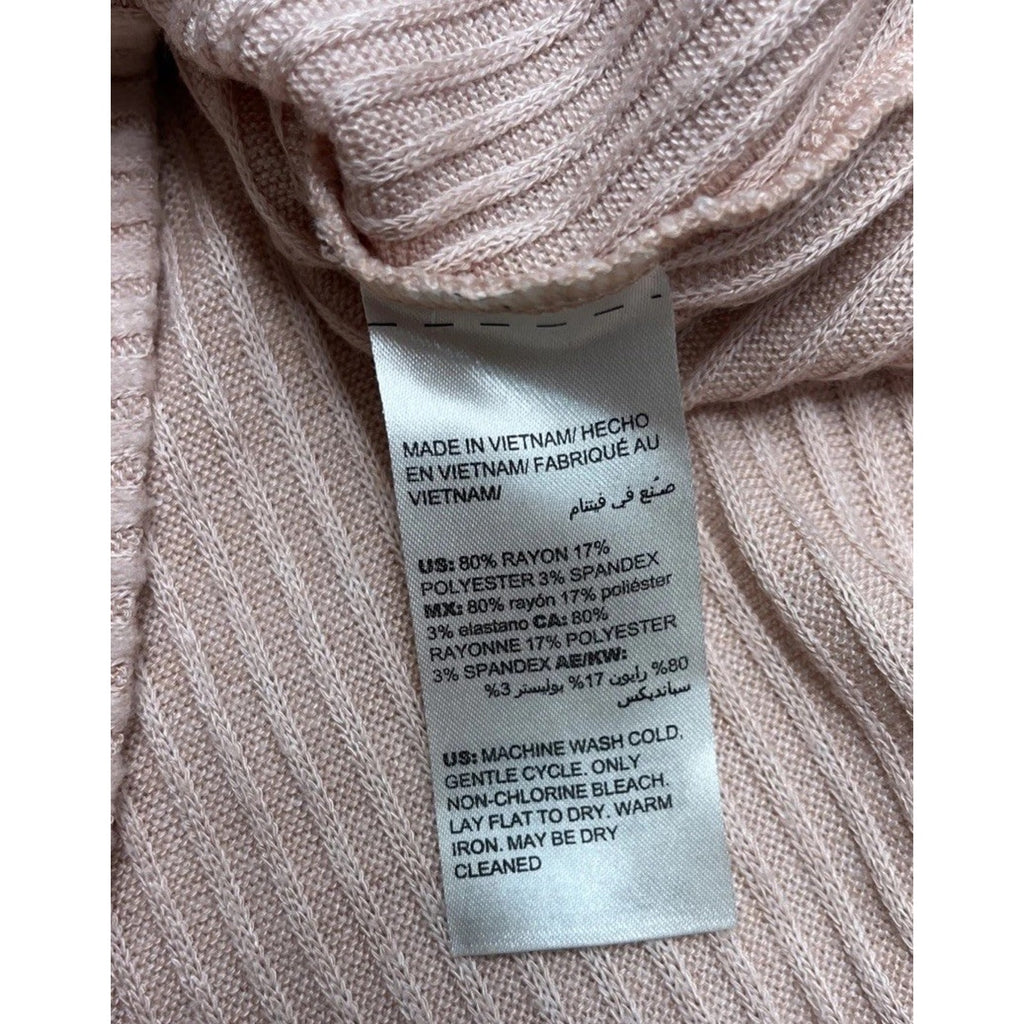 MADE IN VIETNAM/ HECHO
EN VIETNAM/ FABRIQUÉ AU
VIETNAM/
صنّع في فيتنام
US: 80% RAYON 17%
POLYESTER 3% SPANDEX
MX: 80% rayón 17% poliéster
3% elastano CA: 80%
RAYONNE 17% POLYESTER
3% SPANDEX AE/KW:
80% رايون 17% بوليستر 3%
سبانديكس
US: MACHINE WASH COLD.
GENTLE CYCLE. ONLY
NON-CHLORINE BLEACH.
LAY FLAT TO DRY. WARM
IRON. MAY BE DRY
CLEANED